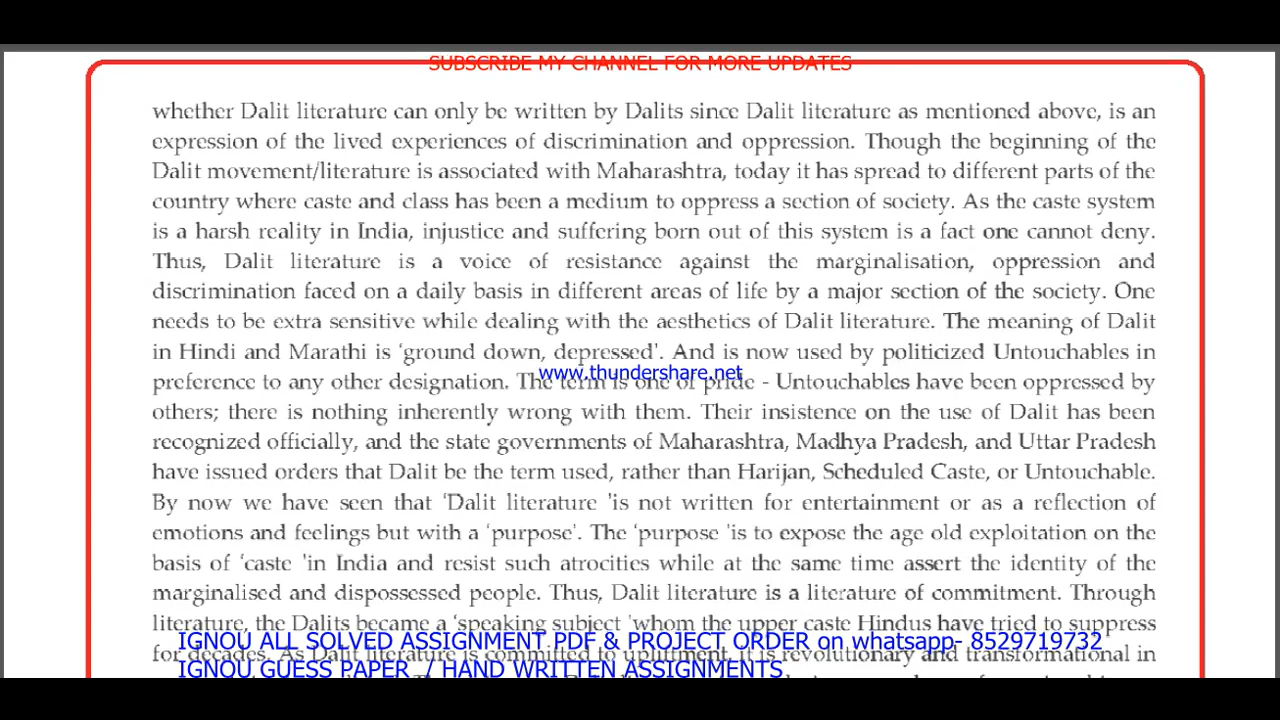 SUBSCRIBE MY CHANNEL FOR MORE UPDATES
whether Dalit literature can only be written by Dalits since Dalit literature as mentioned above, is an
expression of the lived experiences of discrimination and oppression. Though the beginning of the
Dalit movement/literature is associated with Maharashtra, today it has spread to different parts of the
country where caste and class has been a medium to oppress a section of society. As the caste system
is a harsh reality in India, injustice and suffering born out of this system is a fact one cannot deny.
Thus, Dalit literature is a voice of resistance against the marginalisation, oppression and
discrimination faced on a daily basis in different areas of life by a major section of the society. One
needs to be extra sensitive while dealing with the aesthetics of Dalit literature. The meaning of Dalit
in Hindi and Marathi is 'ground down, depressed'. And is now used by politicized Untouchables in
www.thundershare.net
preference to any other designation. The term is one of pride - Untouchables have been oppressed by
others; there is nothing inherently wrong with them. Their insistence on the use of Dalit has been
recognized officially, and the state governments of Maharashtra, Madhya Pradesh, and Uttar Pradesh
have issued orders that Dalit be the term used, rather than Harijan, Scheduled Caste, or Untouchable.
By now we have seen that 'Dalit literature 'is not written for entertainment or as a reflection of
emotions and feelings but with a 'purpose'. The 'purpose 'is to expose the age old exploitation on the
basis of 'caste 'in India and resist such atrocities while at the same time assert the identity of the
marginalised and dispossessed people. Thus, Dalit literature is a literature of commitment. Through
literature, the Dalits became a 'speaking subject 'whom the upper caste Hindus have tried to suppress
IGNOU ALL SOLVED ASSIGNMENT PDF & PROJECT ORDER on whatsapp- 8529719732
for decades. As Dalit literature is committed to upliftment, it is revolutionary and transformational in
IGNOU GUESS PAPER / HAND WRITTEN ASSIGNMENTS